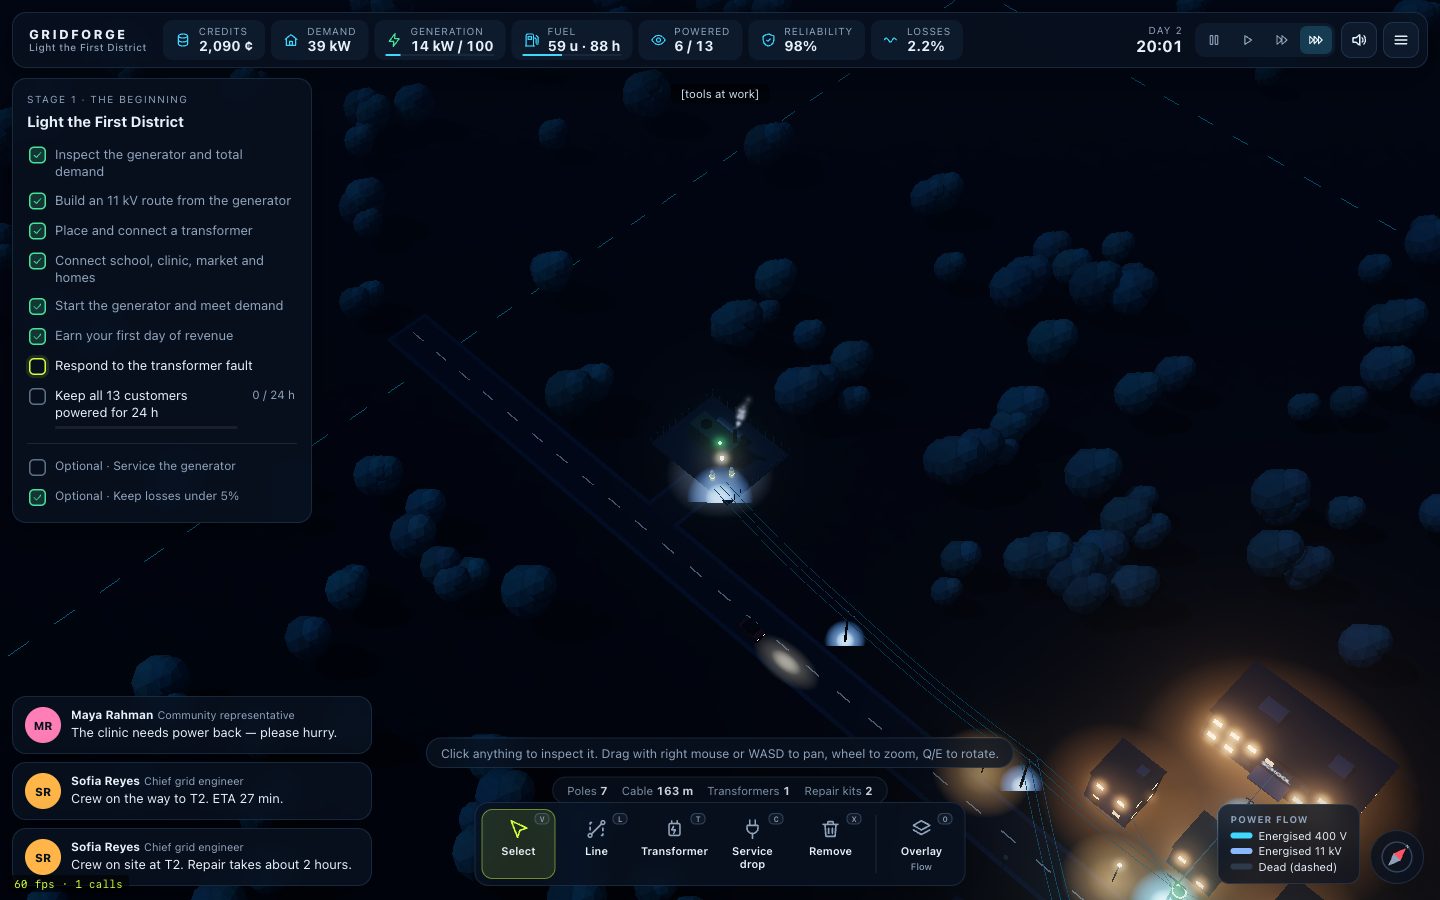 GRIDFORGE
Light the First District
CREDITS
2,090 ¢
DEMAND
39 kW
GENERATION
14 kW / 100
FUEL
59 u · 88 h
POWERED
6 / 13
RELIABILITY
98%
LOSSES
2.2%
DAY 2
20:01
[tools at work]
STAGE 1 · THE BEGINNING
Light the First District
Inspect the generator and total
demand
Build an 11 kV route from the generator
Place and connect a transformer
Connect school, clinic, market and
homes
Start the generator and meet demand
Earn your first day of revenue
Respond to the transformer fault
Keep all 13 customers 0 / 24 h
powered for 24 h
Optional · Service the generator
Optional · Keep losses under 5%
Maya Rahman Community representative
MR
The clinic needs power back — please hurry.
Sofia Reyes Chief grid engineer
SR
Crew on the way to T2. ETA 27 min.
Sofia Reyes Chief grid engineer
SR
Crew on site at T2. Repair takes about 2 hours.
60 fps · 1 calls
Click anything to inspect it. Drag with right mouse or WASD to pan, wheel to zoom, Q/E to rotate.
Poles 7 Cable 163 m Transformers 1 Repair kits 2
V
Select
L
Line
T
Transformer
C
Service
drop
X
Remove
O
Overlay
Flow
POWER FLOW
Energised 400 V
Energised 11 kV
Dead (dashed)